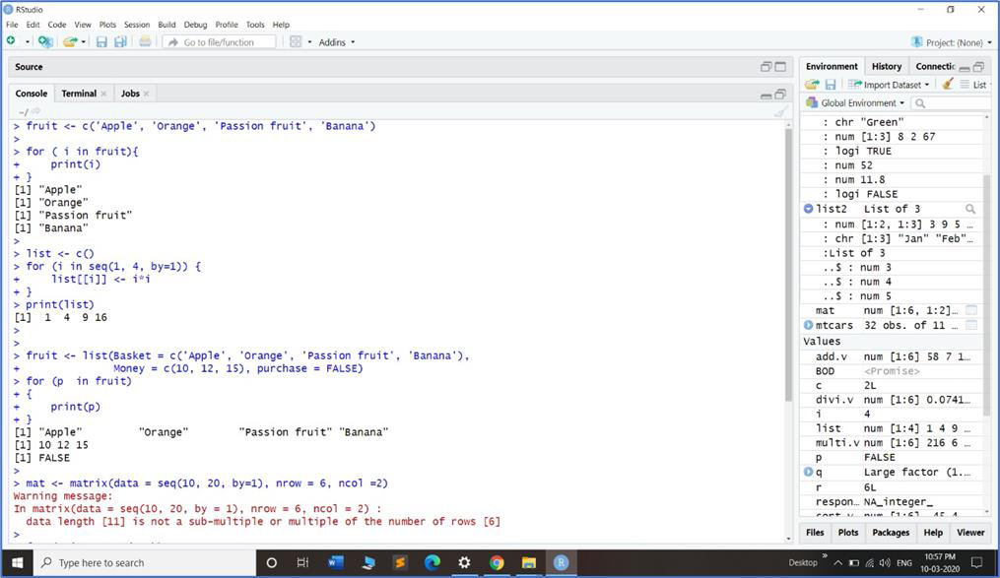 RStudio
File Edit Code View Plots Session Build Debug Profile Tools Help
Go to file/function Addins Project: (None)
Source
Console Terminal Jobs
~/
> fruit <- c('Apple', 'Orange', 'Passion fruit', 'Banana')
>
> for ( i in fruit){
+ print(i)
+ }
[1] "Apple"
[1] "Orange"
[1] "Passion fruit"
[1] "Banana"
>
> list <- c()
> for (i in seq(1, 4, by=1)) {
+ list[[i]] <- i*i
+ }
> print(list)
[1] 1 4 9 16
>
>
> fruit <- list(Basket = c('Apple', 'Orange', 'Passion fruit', 'Banana'),
+ Money = c(10, 12, 15), purchase = FALSE)
> for (p in fruit)
+ {
+ print(p)
+ }
[1] "Apple" "Orange" "Passion fruit" "Banana"
[1] 10 12 15
[1] FALSE
>
> mat <- matrix(data = seq(10, 20, by=1), nrow = 6, ncol =2)
Warning message:
In matrix(data = seq(10, 20, by = 1), nrow = 6, ncol = 2) :
data length [11] is not a sub-multiple or multiple of the number of rows [6]
>
Environment History Connectic
Import Dataset List
Global Environment
: chr "Green"
: num [1:3] 8 2 67
: logi TRUE
: num 52
: num 11.8
: logi FALSE
list2 List of 3
: num [1:2, 1:3] 3 9 5 …
: chr [1:3] "Jan" "Feb"…
:List of 3
..$ : num 3
..$ : num 4
..$ : num 5
mat num [1:6, 1:2]…
mtcars 32 obs. of 11 …
Values
add.v num [1:6] 58 7 1…
BOD <Promise>
c 2L
divi.v num [1:6] 0.0741…
i 4
list num [1:4] 1 4 9 …
multi.v num [1:6] 216 6 …
p FALSE
q Large factor (1.…
r 6L
respon… NA_integer_
Files Plots Packages Help Viewer
Type here to search
Desktop ENG 10:57 PM
10-03-2020